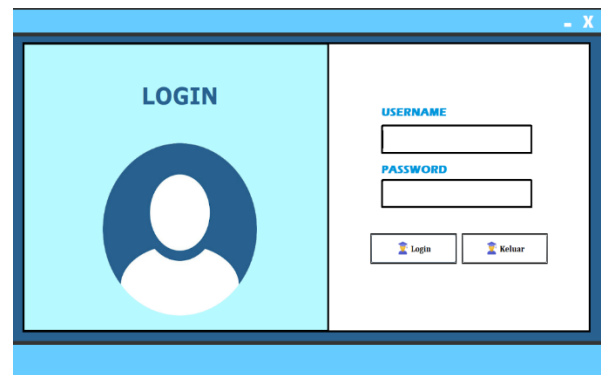 - X
LOGIN
USERNAME
PASSWORD
Login
Keluar